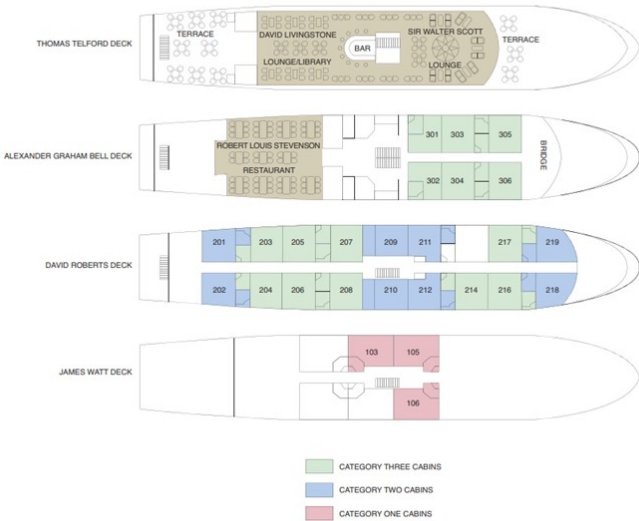 THOMAS TELFORD DECK
TERRACE
DAVID LIVINGSTONE
LOUNGE/LIBRARY
BAR
SIR WALTER SCOTT
LOUNGE
TERRACE
ALEXANDER GRAHAM BELL DECK
ROBERT LOUIS STEVENSON
RESTAURANT
301 303 305
302 304 306
BRIDGE
DAVID ROBERTS DECK
201 203 205 207 209 211 217 219
202 204 206 208 210 212 214 216 218
JAMES WATT DECK
103 105
106
CATEGORY THREE CABINS
CATEGORY TWO CABINS
CATEGORY ONE CABINS